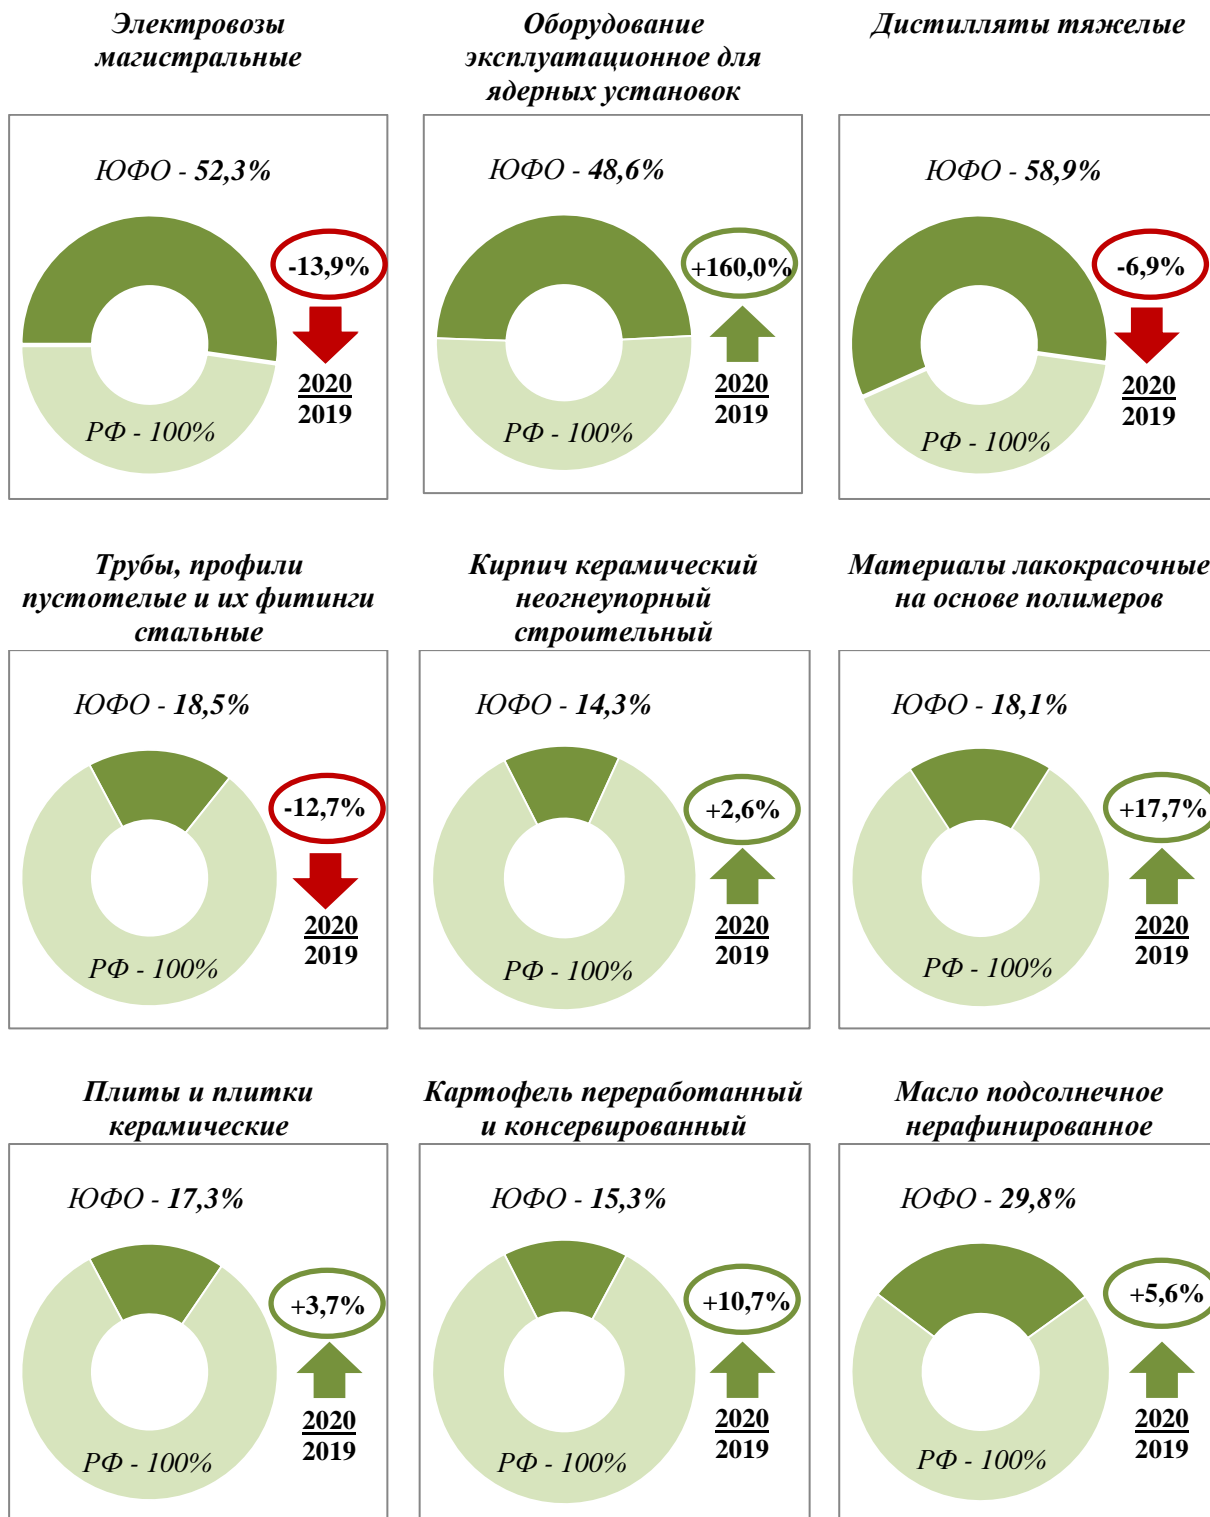 Электровозы
магистральные
ЮФО - 52,3%
-13,9%
2020
2019
РФ - 100%
Оборудование
эксплуатационное для
ядерных установок
ЮФО - 48,6%
+160,0%
2020
2019
РФ - 100%
Дистилляты тяжелые
ЮФО - 58,9%
-6,9%
2020
2019
РФ - 100%
Трубы, профили
пустотелые и их фитинги
стальные
ЮФО - 18,5%
-12,7%
2020
2019
РФ - 100%
Кирпич керамический
неогнеупорный
строительный
ЮФО - 14,3%
+2,6%
2020
2019
РФ - 100%
Материалы лакокрасочные
на основе полимеров
ЮФО - 18,1%
+17,7%
2020
2019
РФ - 100%
Плиты и плитки
керамические
ЮФО - 17,3%
+3,7%
2020
2019
РФ - 100%
Картофель переработанный
и консервированный
ЮФО - 15,3%
+10,7%
2020
2019
РФ - 100%
Масло подсолнечное
нерафинированное
ЮФО - 29,8%
+5,6%
2020
2019
РФ - 100%